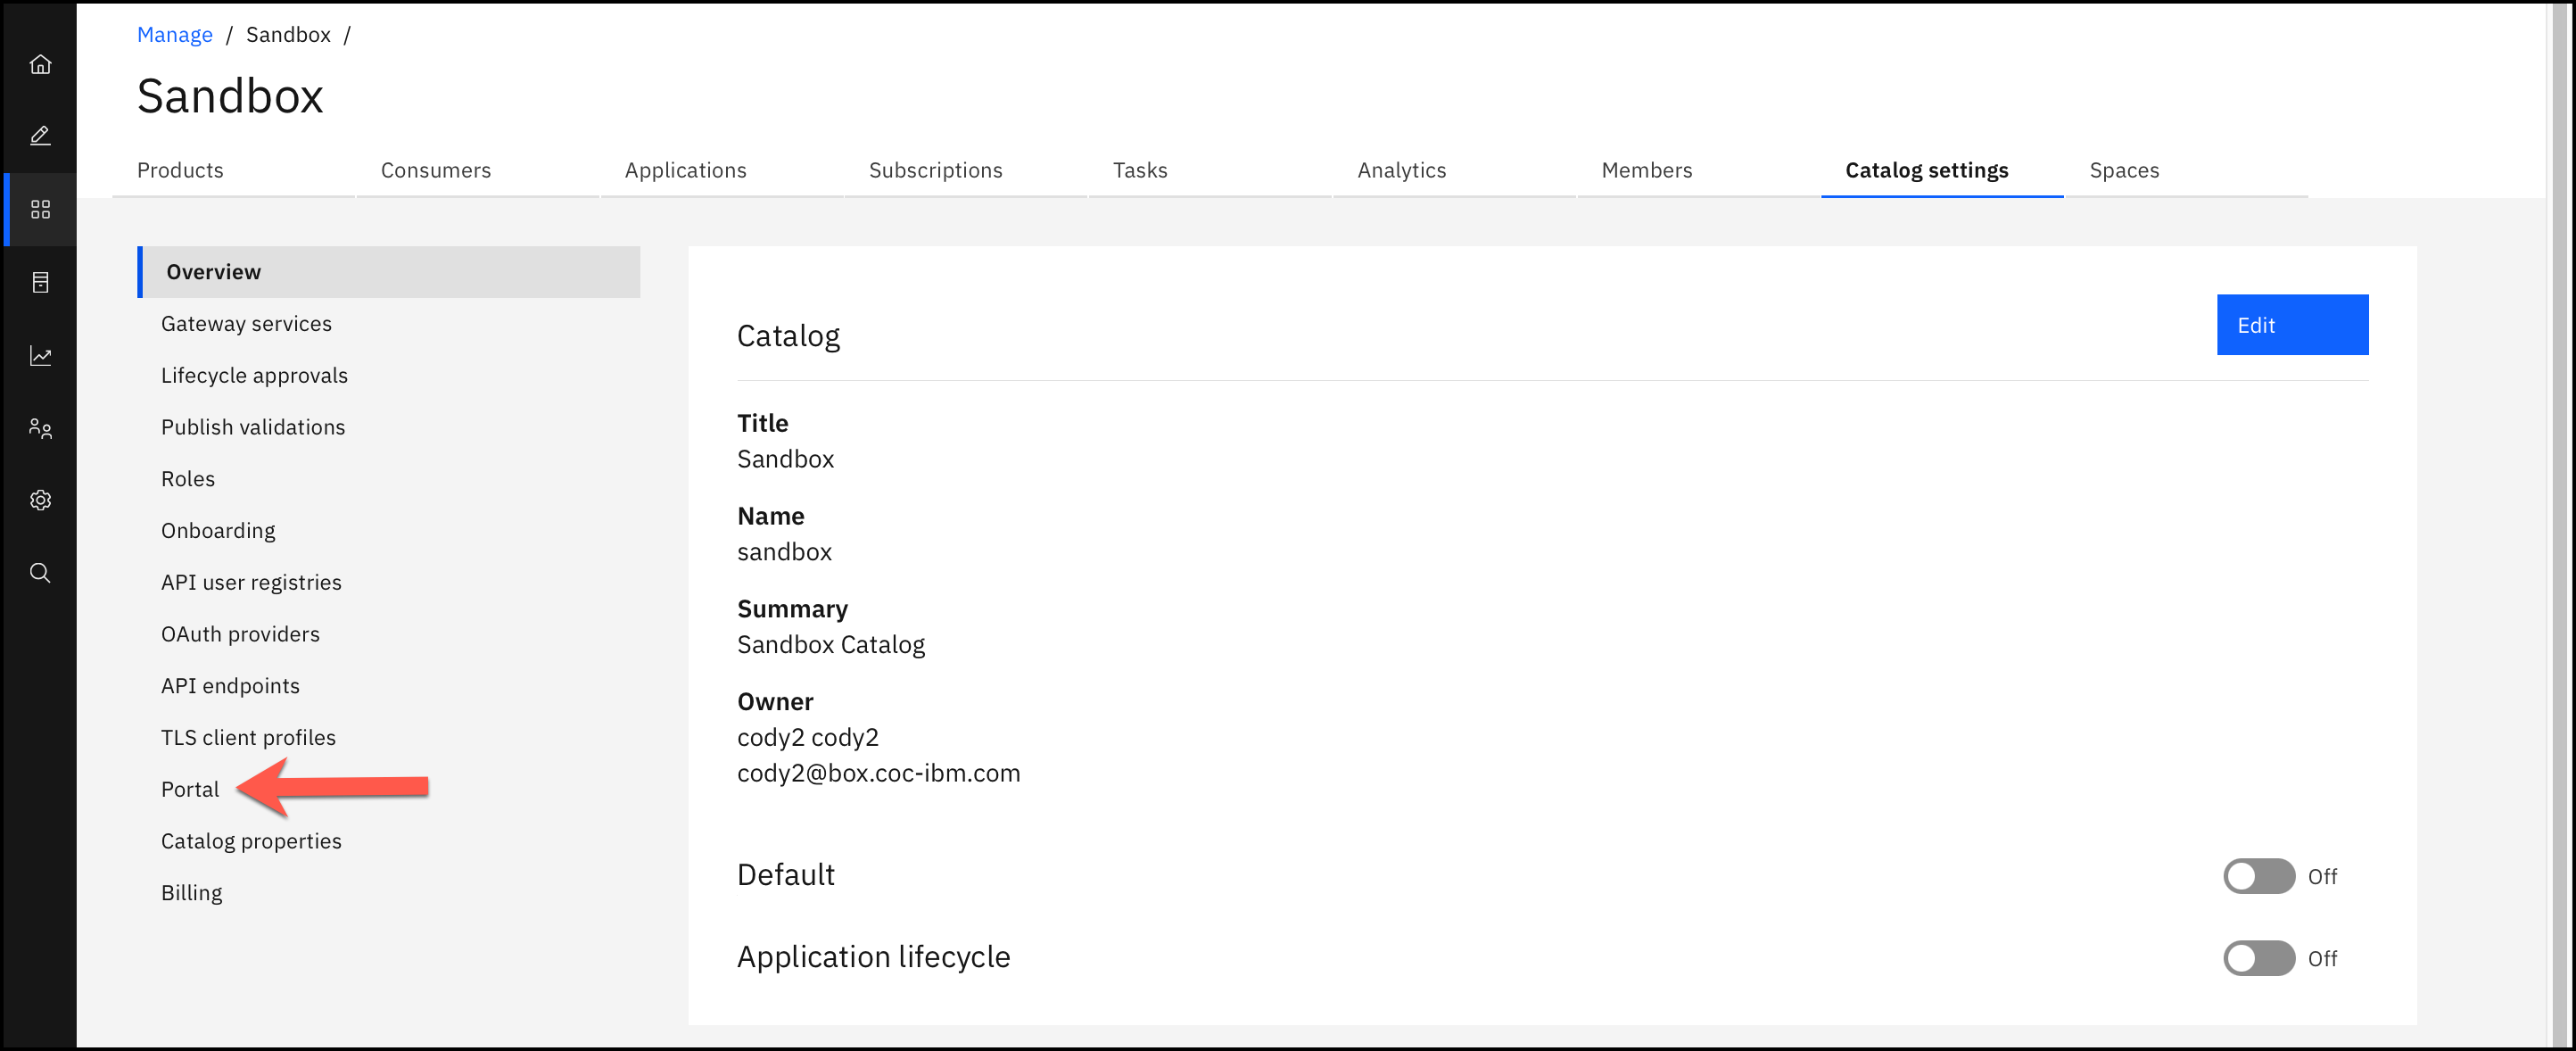 Manage / Sandbox /
Sandbox
Products Consumers Applications Subscriptions Tasks Analytics Members Catalog settings Spaces
Overview
Gateway services
Lifecycle approvals
Publish validations
Roles
Onboarding
API user registries
OAuth providers
API endpoints
TLS client profiles
Portal
Catalog properties
Billing
Catalog
Edit
Title
Sandbox
Name
sandbox
Summary
Sandbox Catalog
Owner
cody2 cody2
cody2@box.coc-ibm.com
Default
Off
Application lifecycle
Off